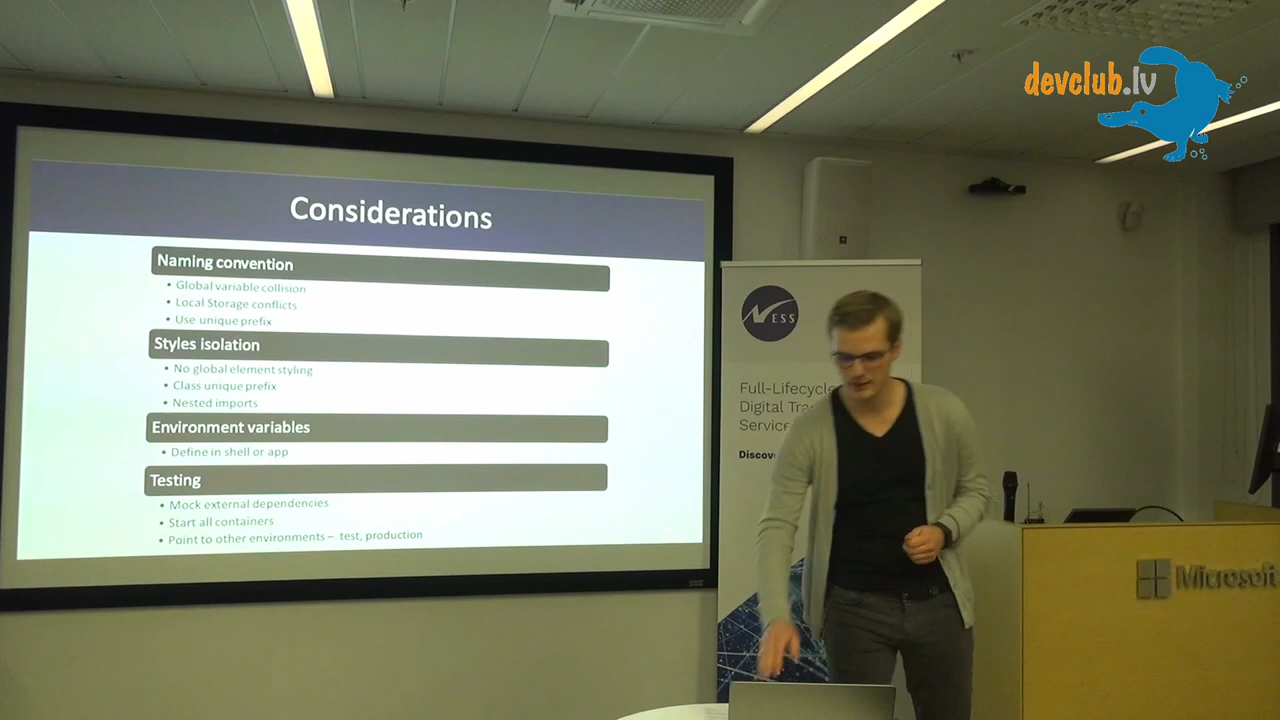 devclub.lv
Considerations
Naming convention
• Global variable collision
• Local Storage conflicts
• Use unique prefix
Styles isolation
• No global element styling
• Class unique prefix
• Nested imports
Environment variables
• Define in shell or app
Testing
• Mock external dependencies
• Start all containers
• Point to other environments – test, production
NESS
Full-Lifecycle
Digital Tra
Service
Discov
Microsoft